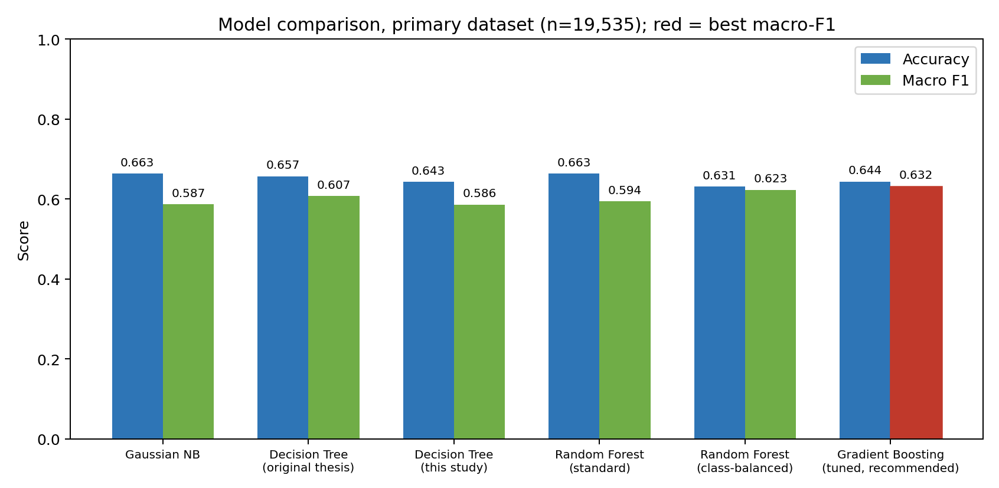 Model comparison, primary dataset (n=19,535); red = best macro-F1
1.0
0.8
0.6
0.4
0.2
0.0
Score
Accuracy
Macro F1
0.663
0.587
0.657
0.607
0.643
0.586
0.663
0.594
0.631
0.623
0.644
0.632
Gaussian NB
Decision Tree
(original thesis)
Decision Tree
(this study)
Random Forest
(standard)
Random Forest
(class-balanced)
Gradient Boosting
(tuned, recommended)